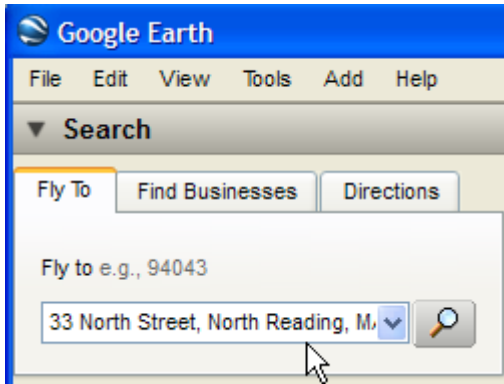 Google Earth
File Edit View Tools Add Help
Search
Fly To Find Businesses Directions
Fly to e.g., 94043
33 North Street, North Reading,